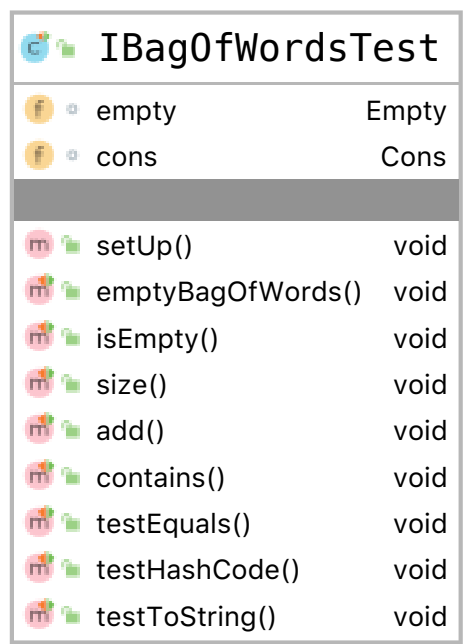 IBagOfWordsTest
empty Empty
cons Cons
setUp() void
emptyBagOfWords() void
isEmpty() void
size() void
add() void
contains() void
testEquals() void
testHashCode() void
testToString() void